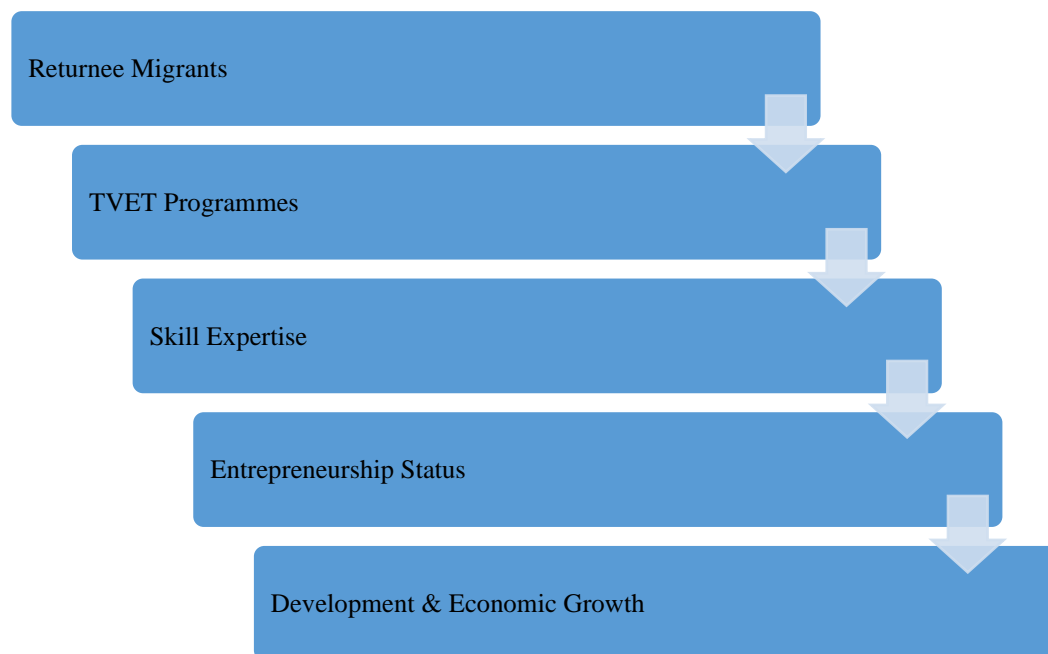 Returnee Migrants
TVET Programmes
Skill Expertise
Entrepreneurship Status
Development & Economic Growth